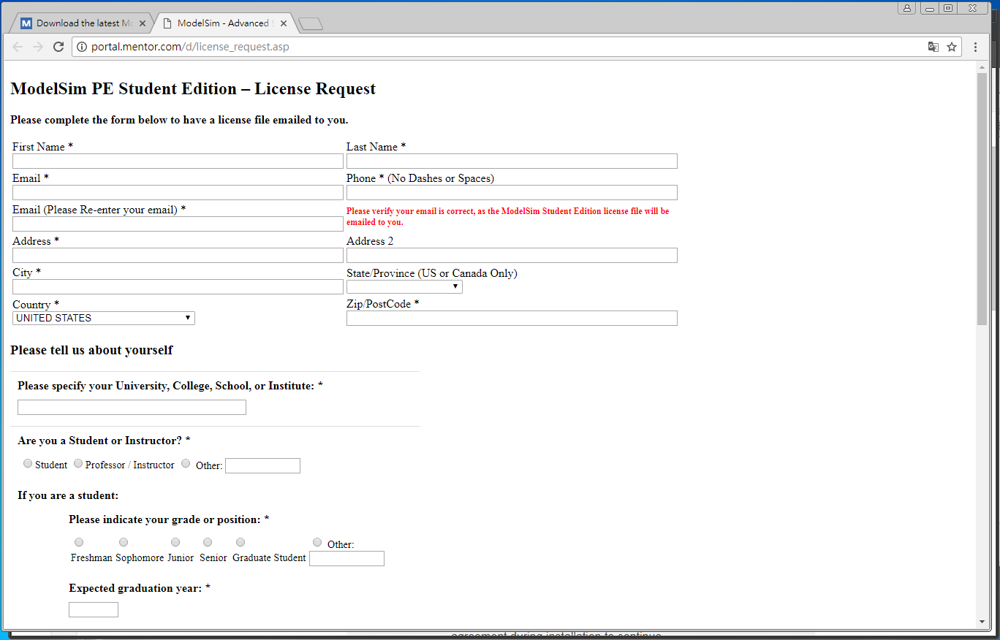 Download the latest Mo
ModelSim - Advanced S
portal.mentor.com/d/license_request.asp
ModelSim PE Student Edition – License Request
Please complete the form below to have a license file emailed to you.
First Name * Last Name *
Email * Phone * (No Dashes or Spaces)
Email (Please Re-enter your email) * Please verify your email is correct, as the ModelSim Student Edition license file will be
emailed to you.
Address * Address 2
City * State/Province (US or Canada Only)
Country * Zip/PostCode *
UNITED STATES
Please tell us about yourself
Please specify your University, College, School, or Institute: *
Are you a Student or Instructor? *
Student Professor / Instructor Other:
If you are a student:
Please indicate your grade or position: *
Other:
Freshman Sophomore Junior Senior Graduate Student
Expected graduation year: *
agreement during installation to continue